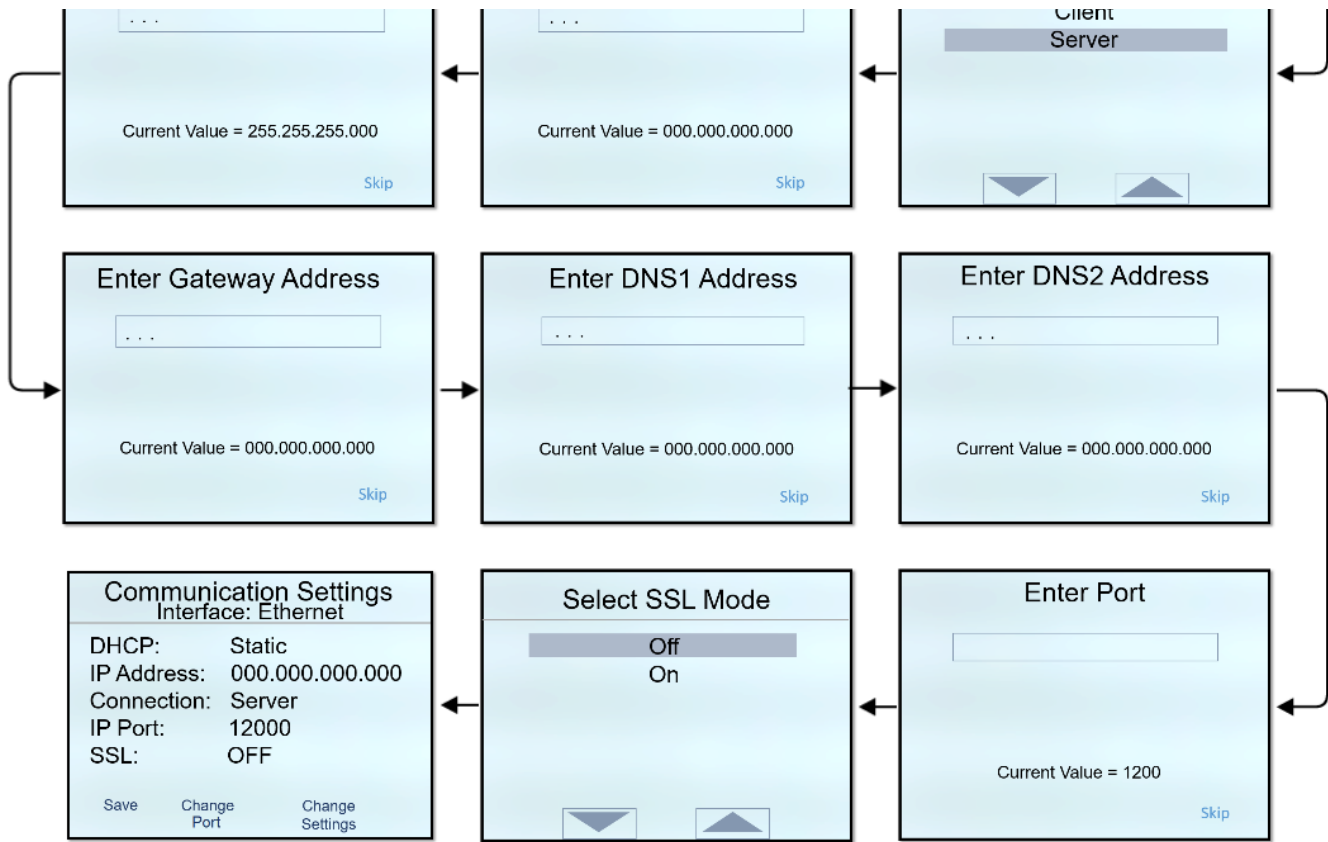 . . .
Current Value = 255.255.255.000
Skip
. . .
Current Value = 000.000.000.000
Skip
Client
Server
Enter Gateway Address
. . .
Current Value = 000.000.000.000
Skip
Enter DNS1 Address
. . .
Current Value = 000.000.000.000
Skip
Enter DNS2 Address
. . .
Current Value = 000.000.000.000
Skip
Communication Settings
Interface: Ethernet
DHCP: Static
IP Address: 000.000.000.000
Connection: Server
IP Port: 12000
SSL: OFF
Save Change Change
Port Settings
Select SSL Mode
Off
On
Enter Port
Current Value = 1200
Skip